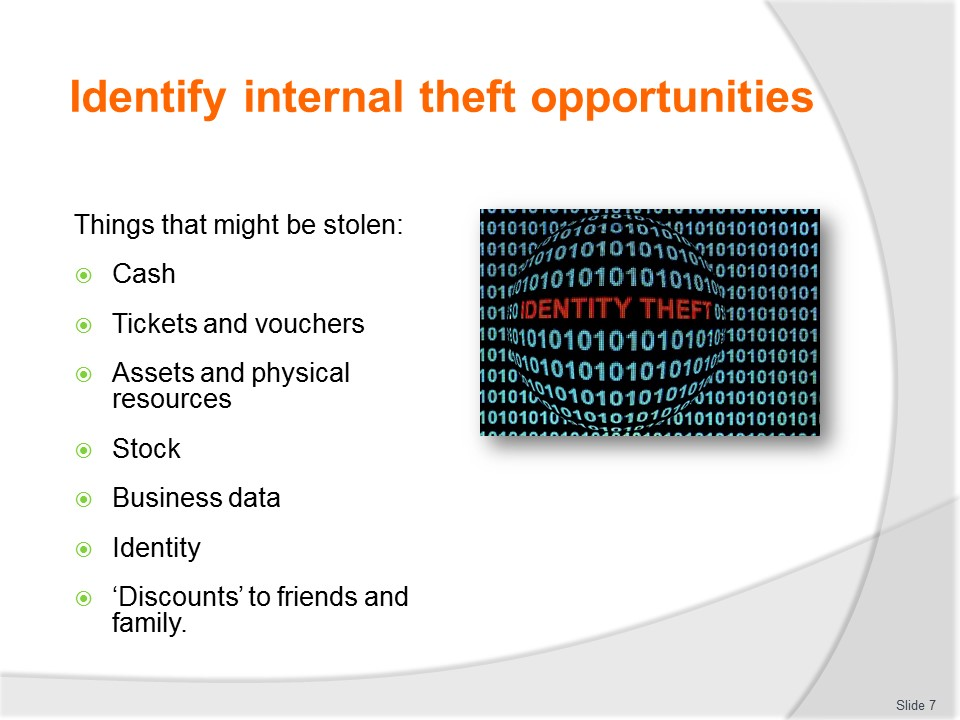 Identify internal theft opportunities
Things that might be stolen:
Cash
Tickets and vouchers
Assets and physical
resources
Stock
Business data
Identity
‘Discounts’ to friends and
family.
IDENTITY THEFT
Slide 7